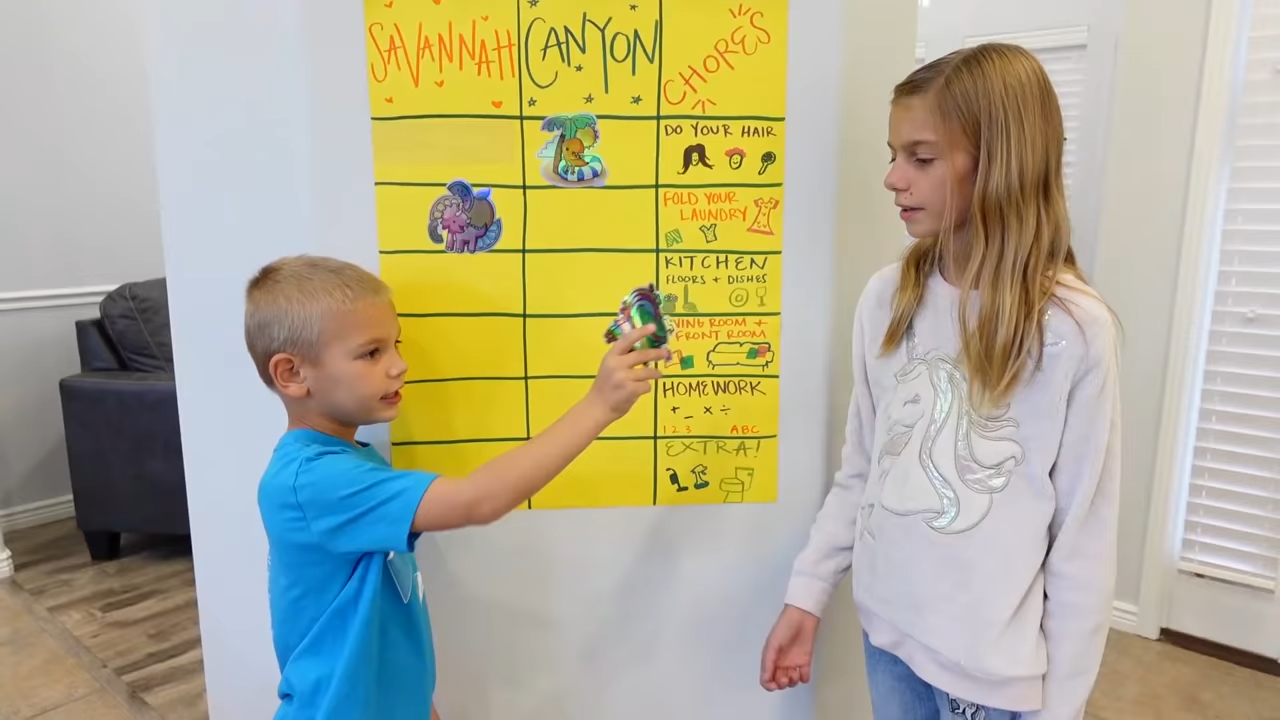 SAVANNAH
CANYON
CHORES
DO YOUR HAIR
FOLD YOUR
LAUNDRY
KITCHEN
FLOORS + DISHES
ROOM +
FRONT ROOM
HOMEWORK
+ - × ÷
123 ABC
EXTRA!